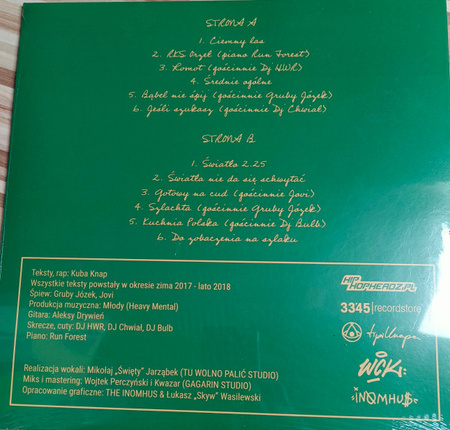 STRONA A
1. Ciemny las
2. RKS Orzeł (piano Run Forest)
3. Romot (gościnnie Dj HWR)
4. Średnie ogólne
5. Bąbel nie śpij (gościnnie Gruby Józek)
6. Jeśli szukasz (gościnnie Dj Chwiał)
STRONA B
1. Światło 2.25
2. Światła nie da się schwytać
3. Gotowy na cud (gościnnie Jovi)
4. Szlachta (gościnnie Gruby Józek)
5. Kuchnia Polska (gościnnie Dj Bulb)
6. Do zobaczenia na szlaku
Teksty, rap: Kuba Knap
Wszystkie teksty powstały w okresie zima 2017 - lato 2018
Śpiew: Gruby Józek, Jovi
Produkcja muzyczna: Młody (Heavy Mental)
Gitara: Aleksy Drywień
Skrecze, cuty: DJ HWR, DJ Chwiał, DJ Bulb
Piano: Run Forest
Realizacja wokali: Mikołaj „Święty” Jarząbek (TU WOLNO PALIĆ STUDIO)
Miks i mastering: Wojtek Perczyński i Kwazar (GAGARIN STUDIO)
Opracowanie graficzne: THE INOMHUS & Łukasz „Skyw” Wasilewski
HIP
HOPHEADZ.PL
3345 recordstore
WCK
INOMHUS